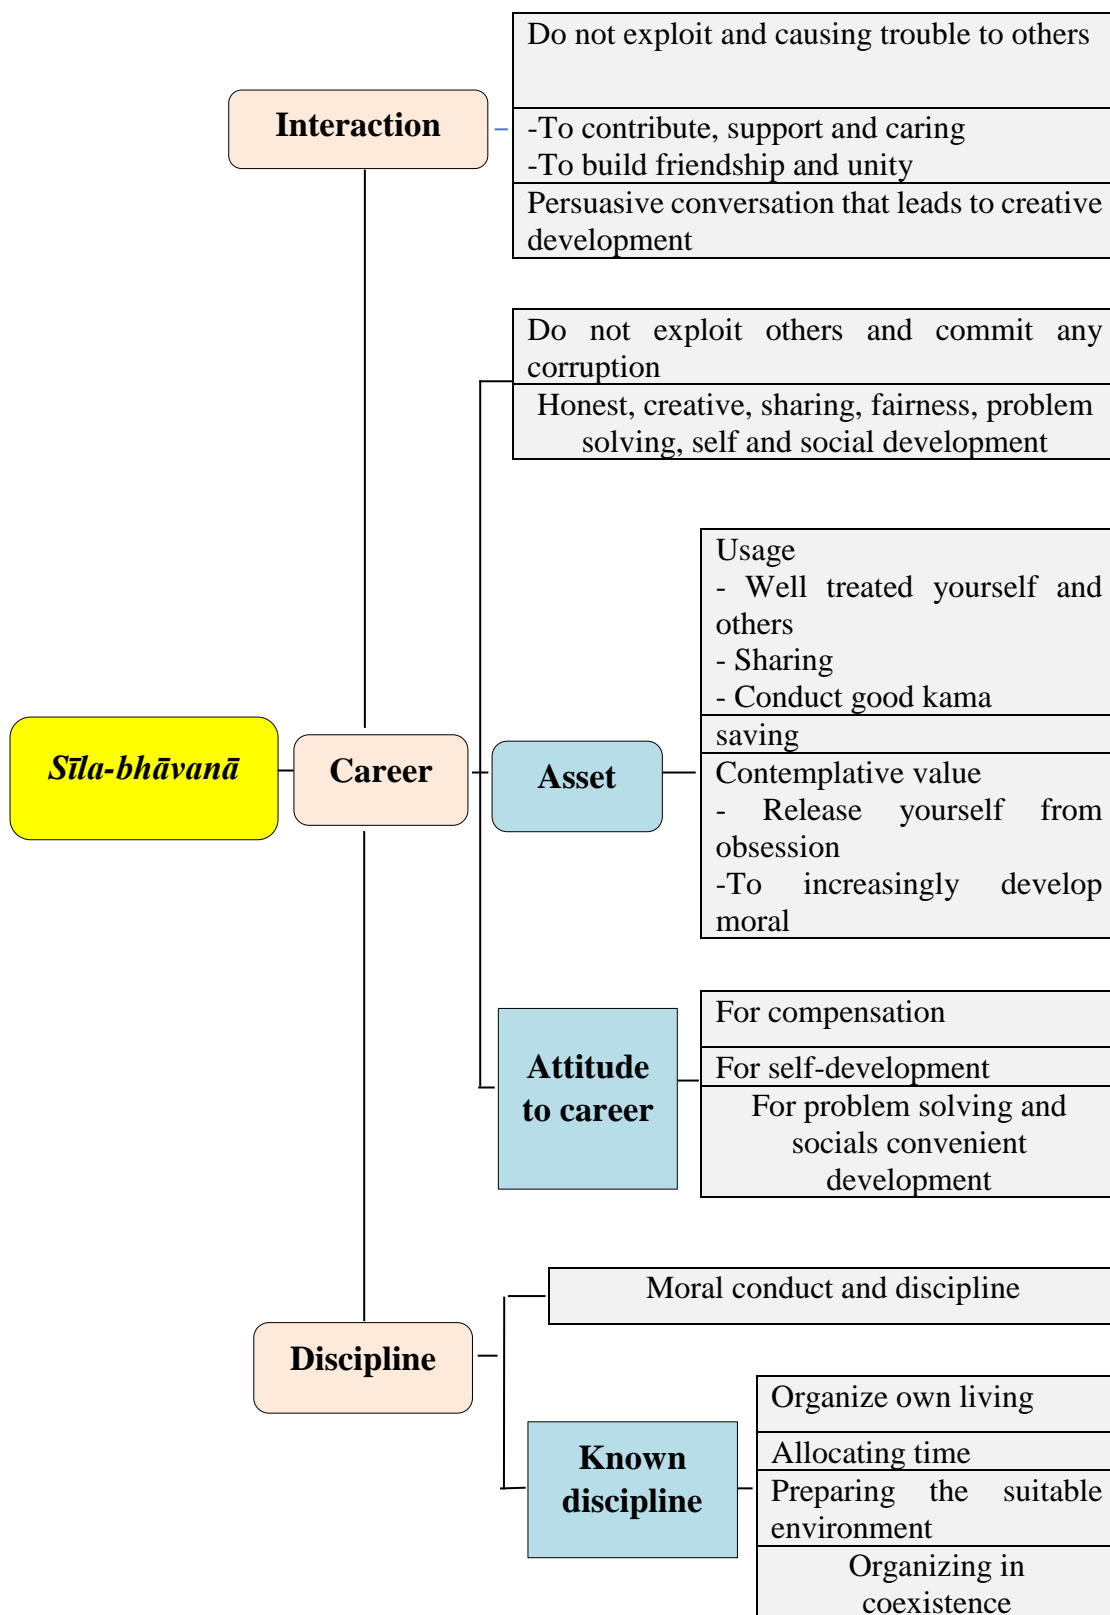 Do not exploit and causing trouble to others
Interaction
-To contribute, support and caring
-To build friendship and unity
Persuasive conversation that leads to creative
development
Do not exploit others and commit any
corruption
Honest, creative, sharing, fairness, problem
solving, self and social development
Usage
- Well treated yourself and
others
- Sharing
- Conduct good kama
saving
Contemplative value
- Release yourself from
obsession
-To increasingly develop
moral
Sīla-bhāvanā
Career
Asset
For compensation
For self-development
For problem solving and
socials convenient
development
Attitude
to career
Moral conduct and discipline
Discipline
Organize own living
Allocating time
Preparing the suitable
environment
Organizing in
coexistence
Known
discipline